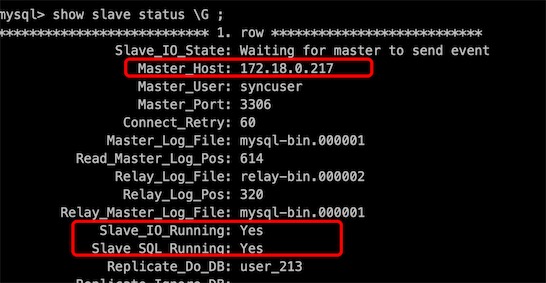 mysql> show slave status \G ;
*************************** 1. row ***************************
Slave_IO_State: Waiting for master to send event
Master_Host: 172.18.0.217
Master_User: syncuser
Master_Port: 3306
Connect_Retry: 60
Master_Log_File: mysql-bin.000001
Read_Master_Log_Pos: 614
Relay_Log_File: relay-bin.000002
Relay_Log_Pos: 320
Relay_Master_Log_File: mysql-bin.000001
Slave_IO_Running: Yes
Slave_SQL_Running: Yes
Replicate_Do_DB: user_213
Replicate_Ignore_DB: